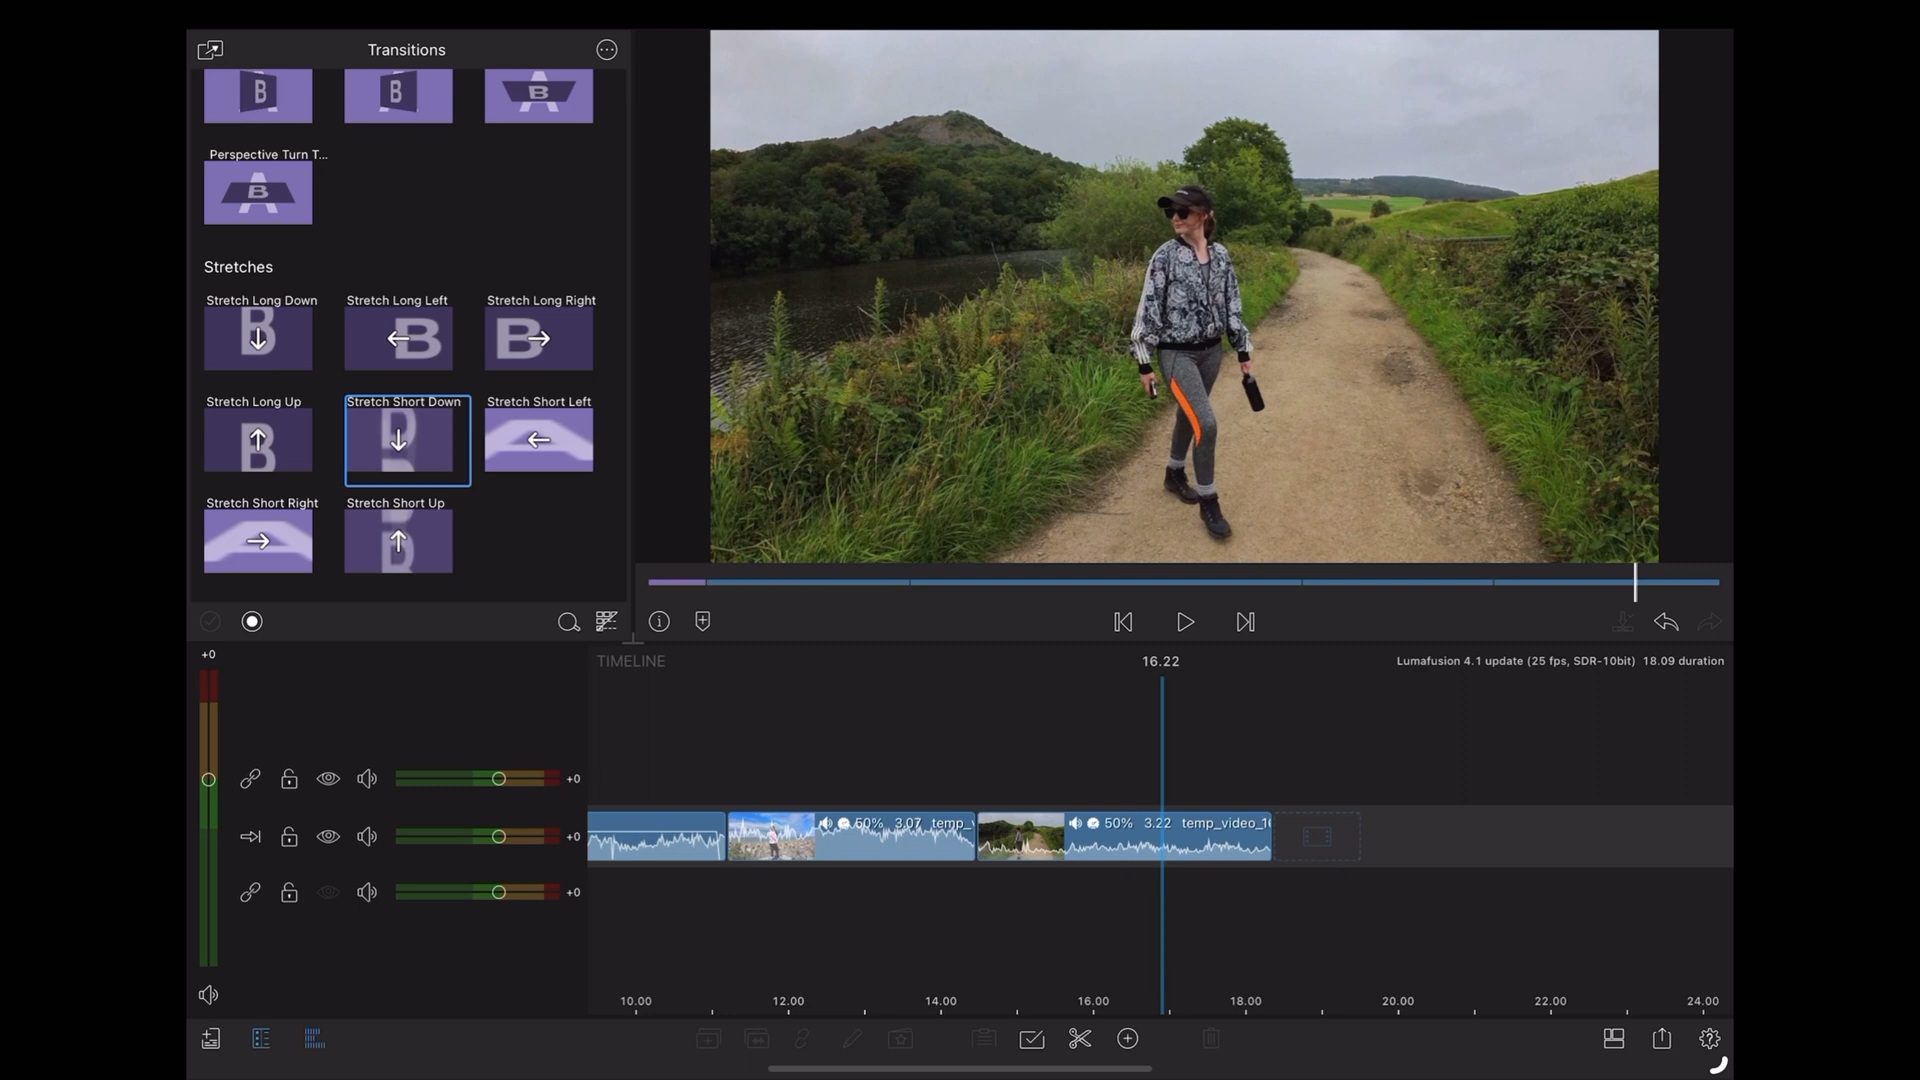 Transitions
B
B
B
Perspective Turn T...
B
Stretches
Stretch Long Down
Stretch Long Left
Stretch Long Right
B
B
B
Stretch Long Up
Stretch Short Down
Stretch Short Left
B
Stretch Short Right
Stretch Short Up
+0
TIMELINE
16.22
Lumafusion 4.1 update (25 fps, SDR-10bit) 18.09 duration
+0
50% 3.07 temp_v
50% 3.22 temp_video_1
+0
+0
10.00 12.00 14.00 16.00 18.00 20.00 22.00 24.00